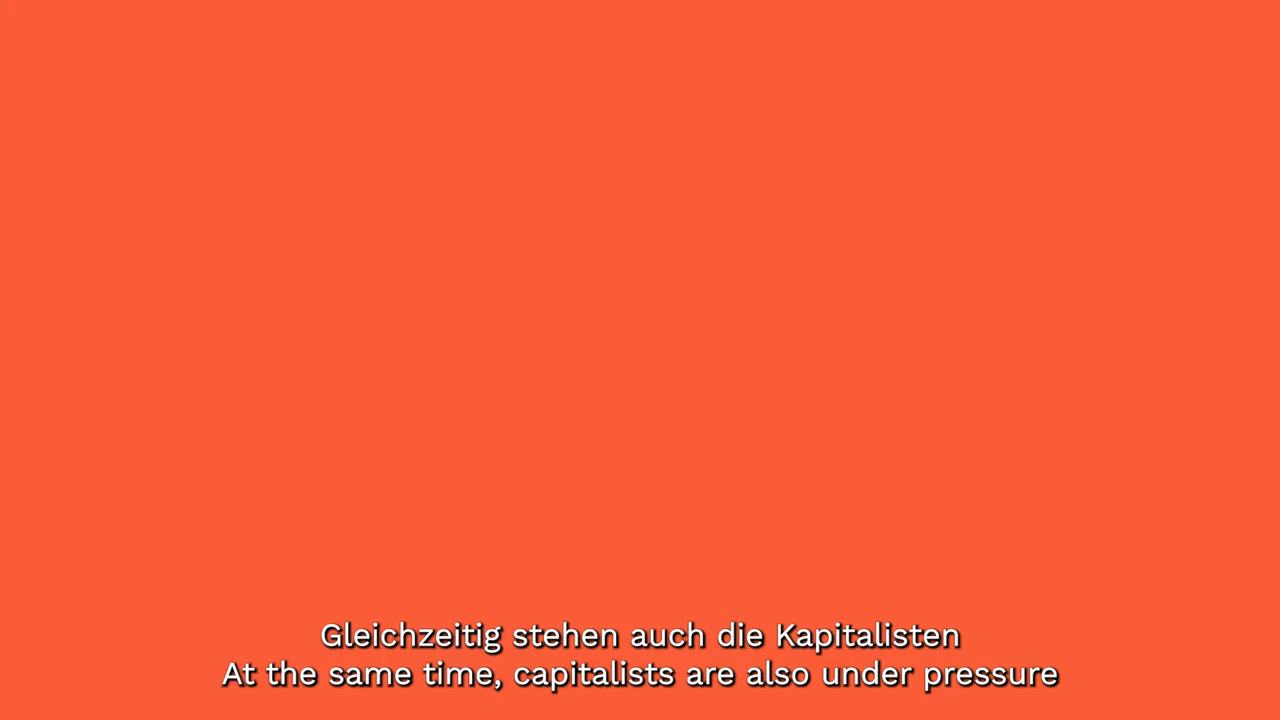 Gleichzeitig stehen auch die Kapitalisten
At the same time, capitalists are also under pressure